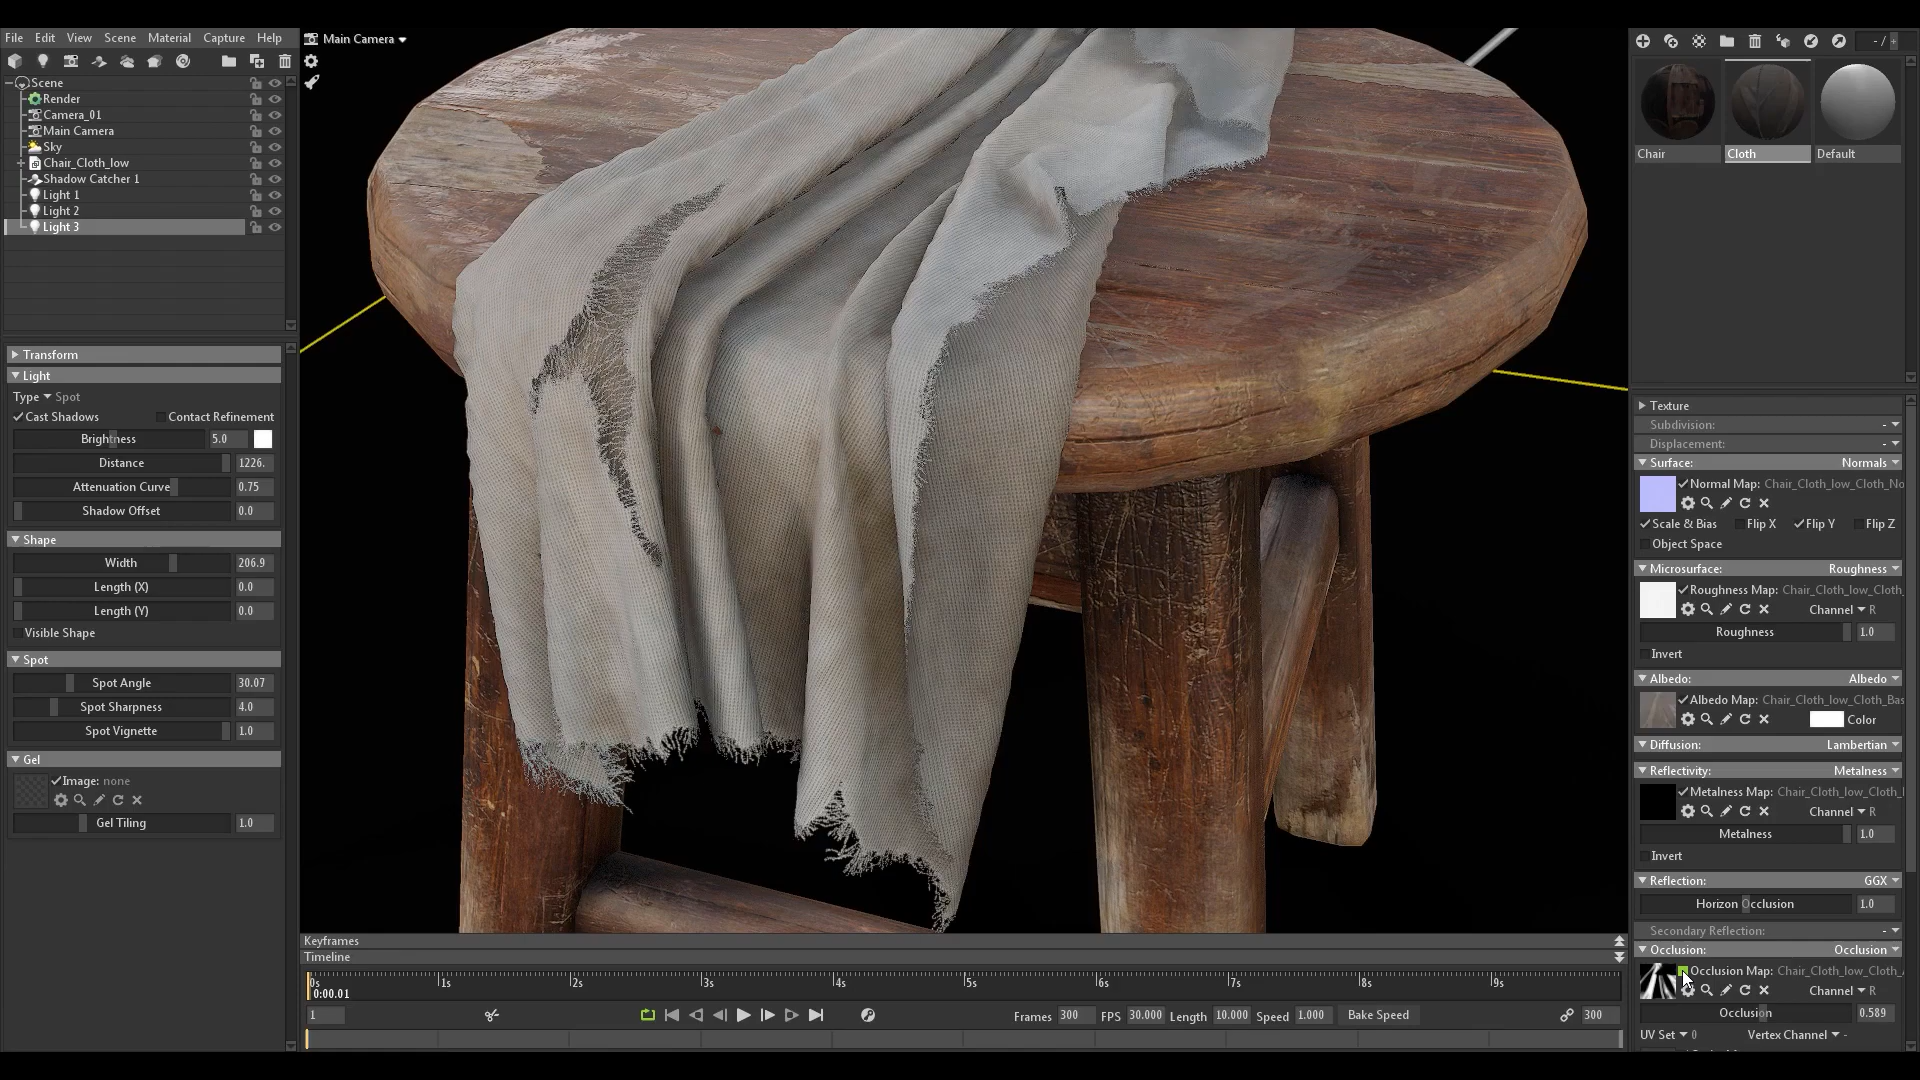 File Edit View Scene Material Capture Help
Scene
Render
Camera_01
Main Camera
Sky
Chair_Cloth_low
Shadow Catcher 1
Light 1
Light 2
Light 3
Transform
Light
Type Spot
Cast Shadows Contact Refinement
Brightness 5.0
Distance 1226.
Attenuation Curve 0.75
Shadow Offset 0.0
Shape
Width 206.9
Length (X) 0.0
Length (Y) 0.0
Visible Shape
Spot
Spot Angle 30.07
Spot Sharpness 4.0
Spot Vignette 1.0
Gel
Image: none
Gel Tiling 1.0
Main Camera
Keyframes
Timeline
0s 1s 2s 3s 4s 5s 6s 7s 8s 9s
0:00.01
1
Frames 300 FPS 30.000 Length 10.000 Speed 1.000 Bake Speed 300
- /
Chair Cloth Default
Texture
Subdivision: -
Displacement: -
Surface: Normals
Normal Map: Chair_Cloth_low_Cloth_No
Scale & Bias Flip X Flip Y Flip Z
Object Space
Microsurface: Roughness
Roughness Map: Chair_Cloth_low_Cloth_
Channel R
Roughness 1.0
Invert
Albedo: Albedo
Albedo Map: Chair_Cloth_low_Cloth_Bas
Color
Diffusion: Lambertian
Reflectivity: Metalness
Metalness Map: Chair_Cloth_low_Cloth_
Channel R
Metalness 1.0
Invert
Reflection: GGX
Horizon Occlusion 1.0
Secondary Reflection: -
Occlusion: Occlusion
Occlusion Map: Chair_Cloth_low_Cloth_
Channel R
Occlusion 0.589
UV Set 0 Vertex Channel -